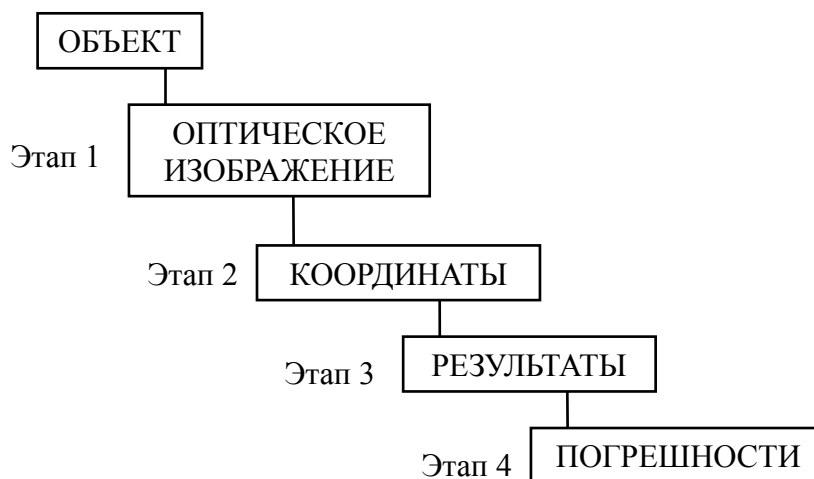 ОБЪЕКТ
Этап 1
ОПТИЧЕСКОЕ
ИЗОБРАЖЕНИЕ
Этап 2
КООРДИНАТЫ
Этап 3
РЕЗУЛЬТАТЫ
Этап 4
ПОГРЕШНОСТИ